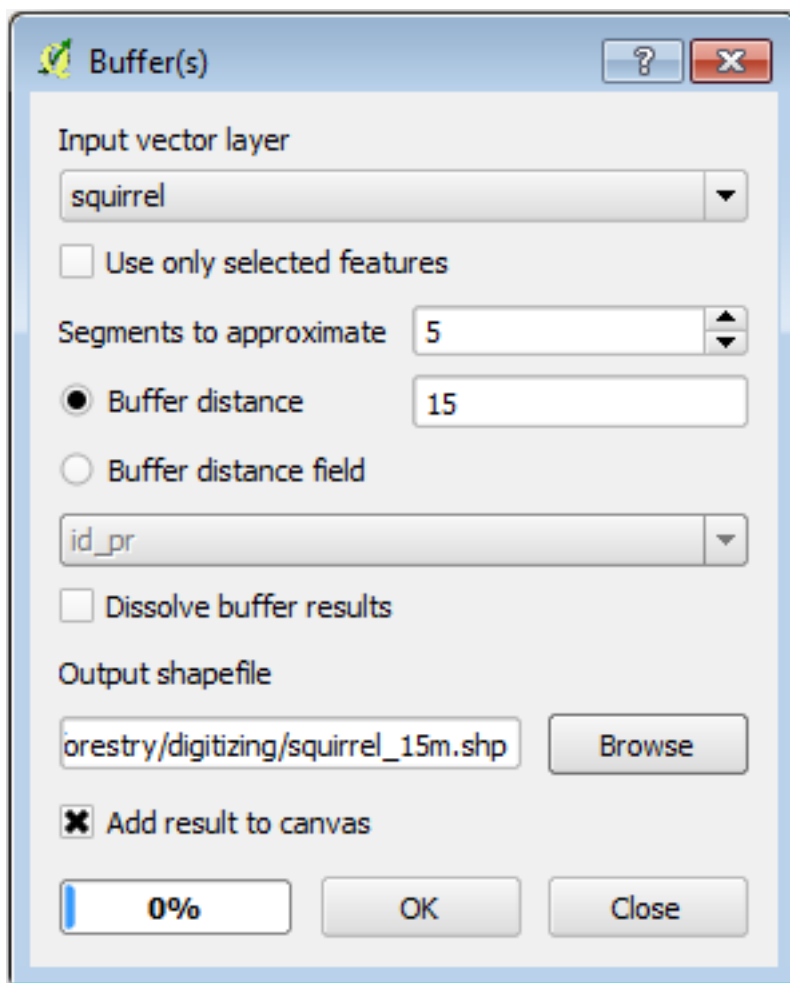 Buffer(s)
?
Input vector layer
squirrel
Use only selected features
Segments to approximate 5
Buffer distance 15
Buffer distance field
id_pr
Dissolve buffer results
Output shapefile
orestry/digitizing/squirrel_15m.shp Browse
Add result to canvas
0% OK Close